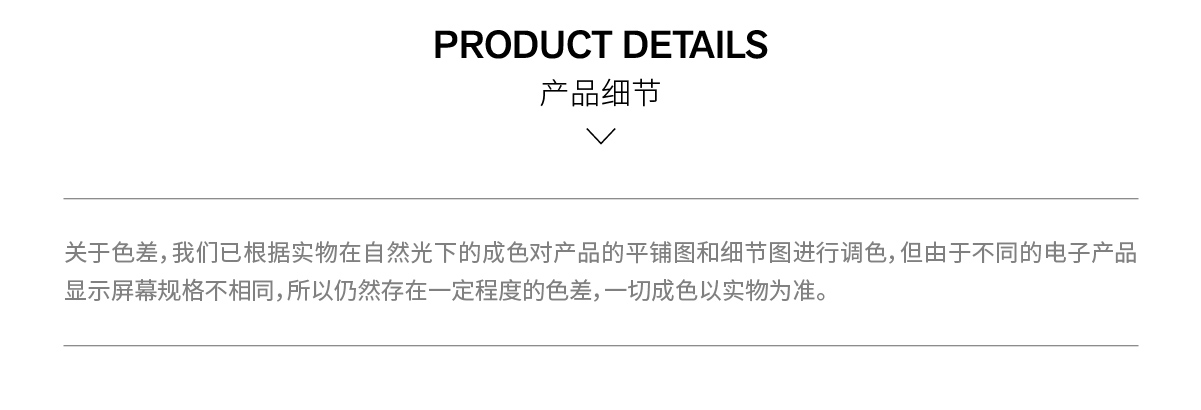 PRODUCT DETAILS
产品细节
关于色差，我们已根据实物在自然光下的成色对产品的平铺图和细节图进行调色，但由于不同的电子产品
显示屏幕规格不相同，所以仍然存在一定程度的色差，一切成色以实物为准。